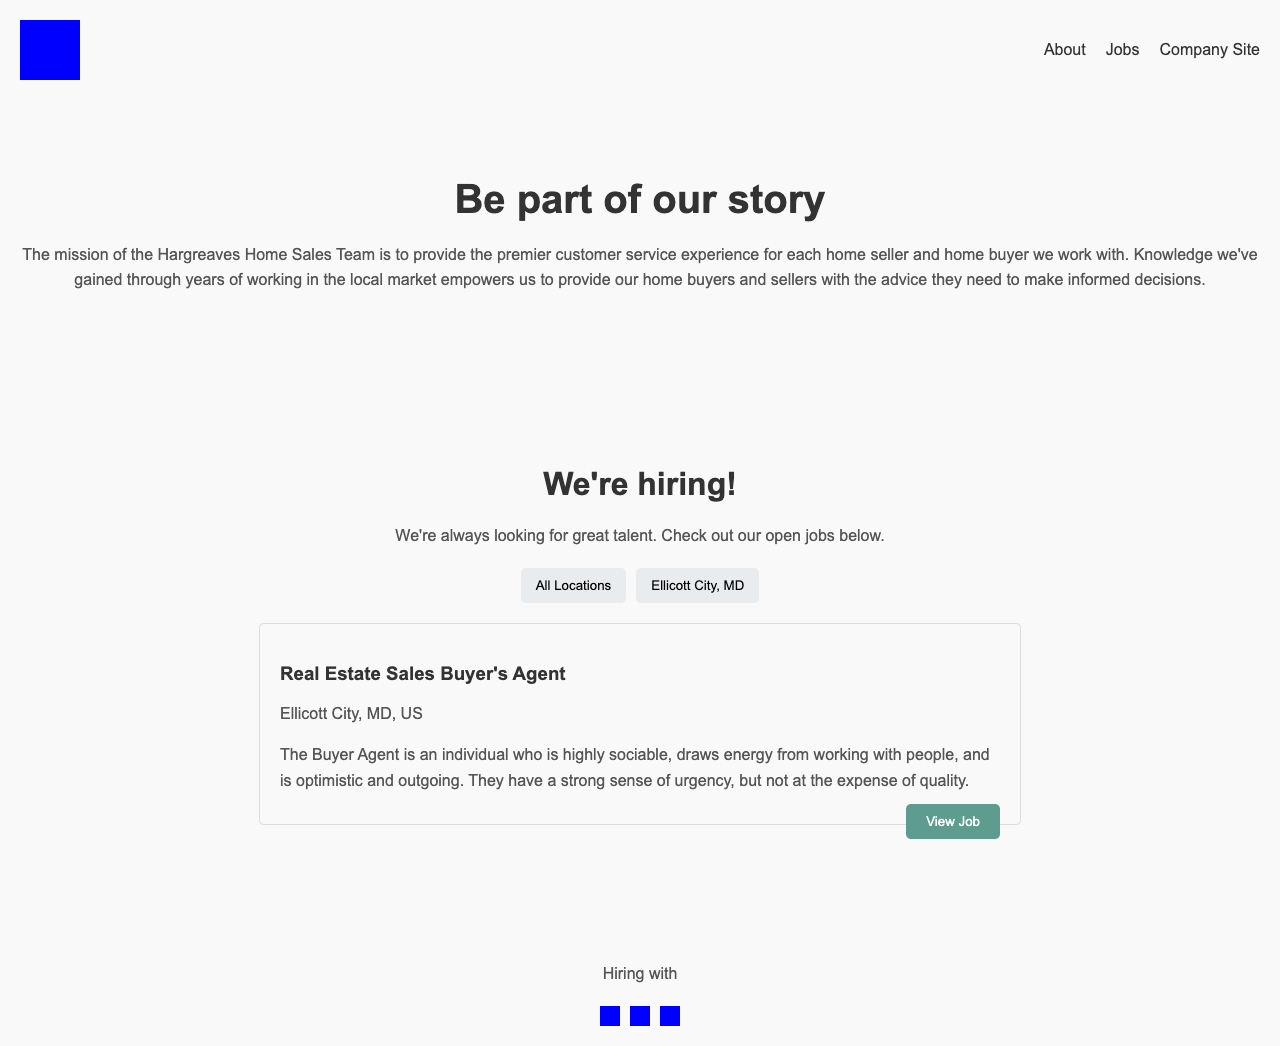 About
Jobs
Company Site
Be part of our story
The mission of the Hargreaves Home Sales Team is to provide the premier customer service experience for each home seller and home buyer we work with. Knowledge we've
gained through years of working in the local market empowers us to provide our home buyers and sellers with the advice they need to make informed decisions.
We're hiring!
We're always looking for great talent. Check out our open jobs below.
All Locations
Ellicott City, MD
Real Estate Sales Buyer's Agent
Ellicott City, MD, US
The Buyer Agent is an individual who is highly sociable, draws energy from working with people, and
is optimistic and outgoing. They have a strong sense of urgency, but not at the expense of quality.
View Job
Hiring with